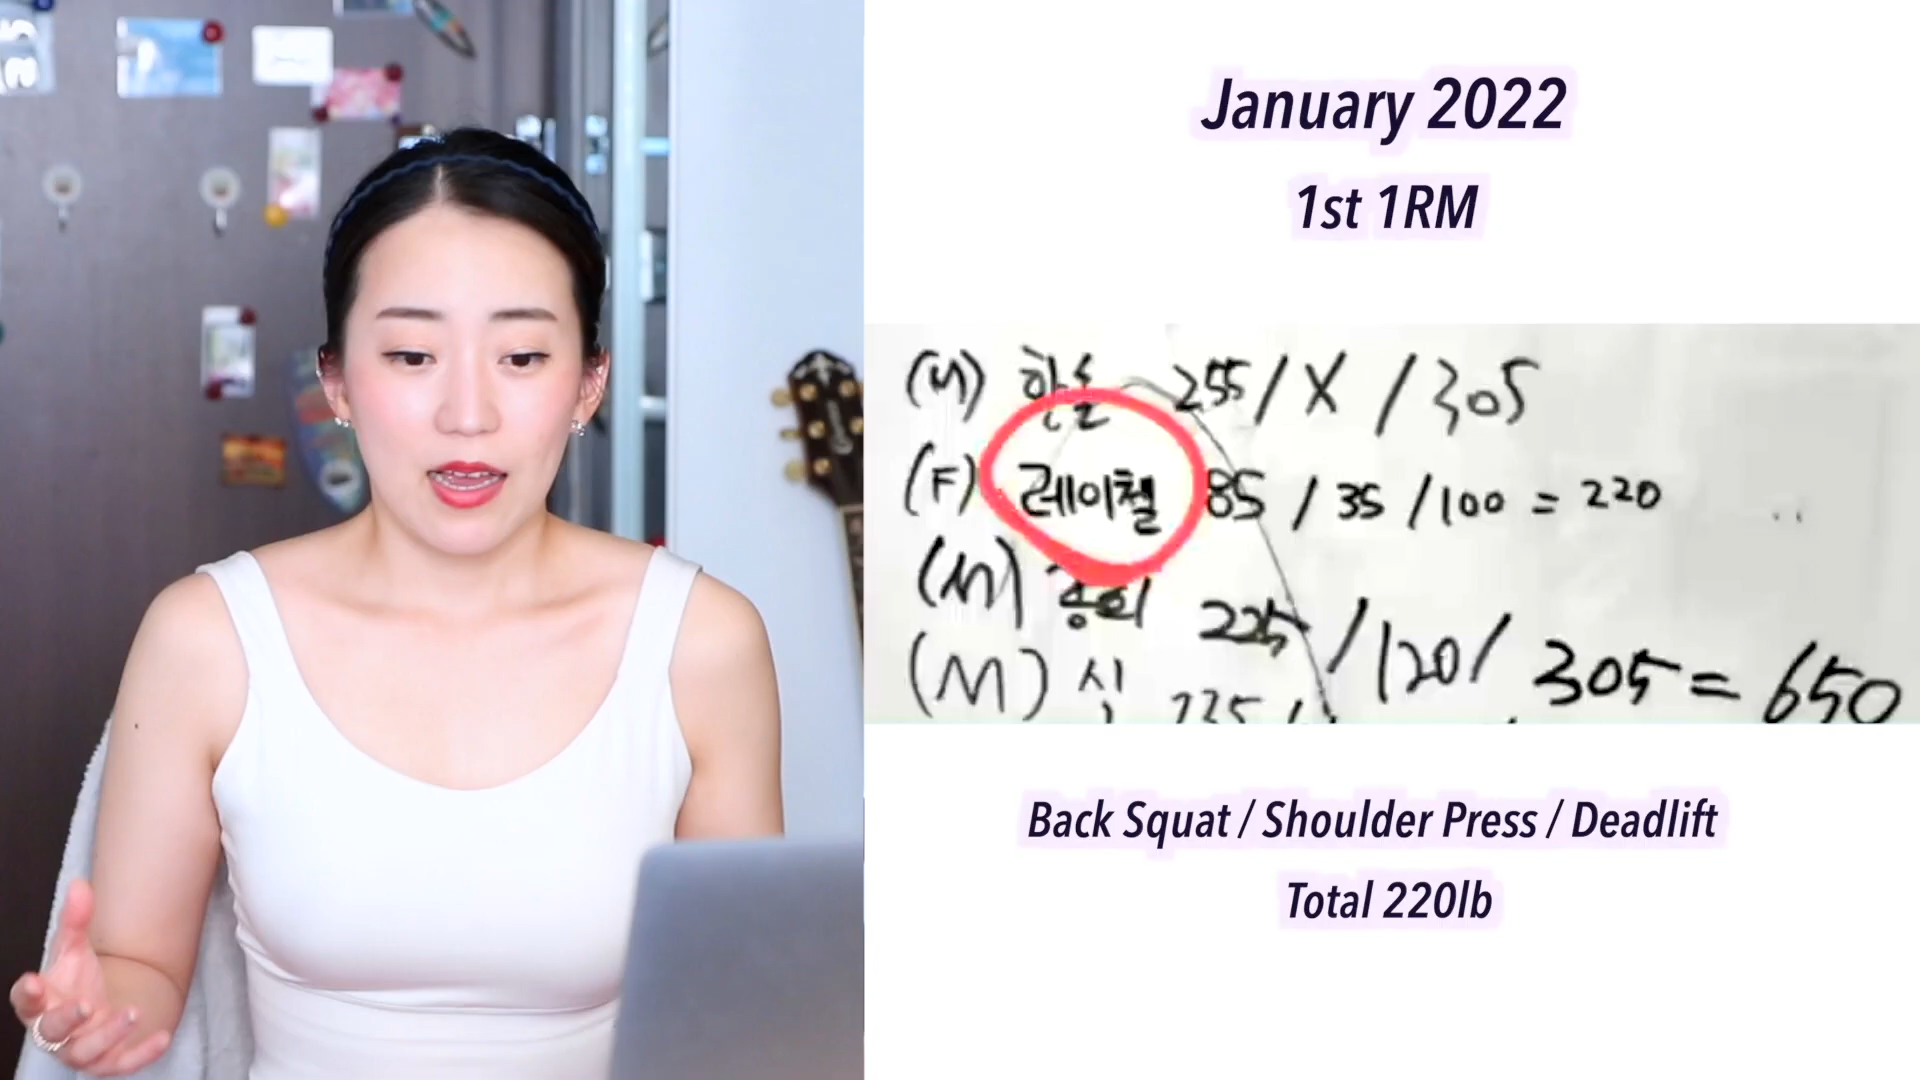 January 2022
1st 1RM
(M) 한솔 255 / X / 305
(F) 레이첼 85 / 35 / 100 = 220
(M) 225 / 120 / 305 = 650
(M) 235 /
Back Squat / Shoulder Press / Deadlift
Total 220lb